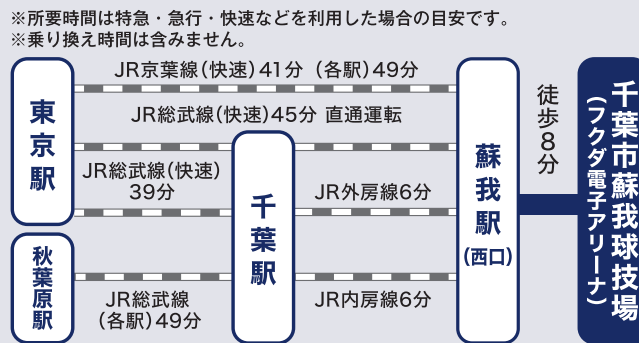 ※所要時間は特急・急行・快速などを利用した場合の目安です。
※乗り換え時間は含みません。
東京駅
秋葉原駅
JR京葉線(快速)41分 (各駅)49分
JR総武線(快速)45分 直通運転
JR総武線(快速)
39分
JR総武線
(各駅)49分
千葉駅
JR外房線6分
JR内房線6分
蘇我駅
(西口)
徒歩8分
千葉市蘇我球技場
(フクダ電子アリーナ)